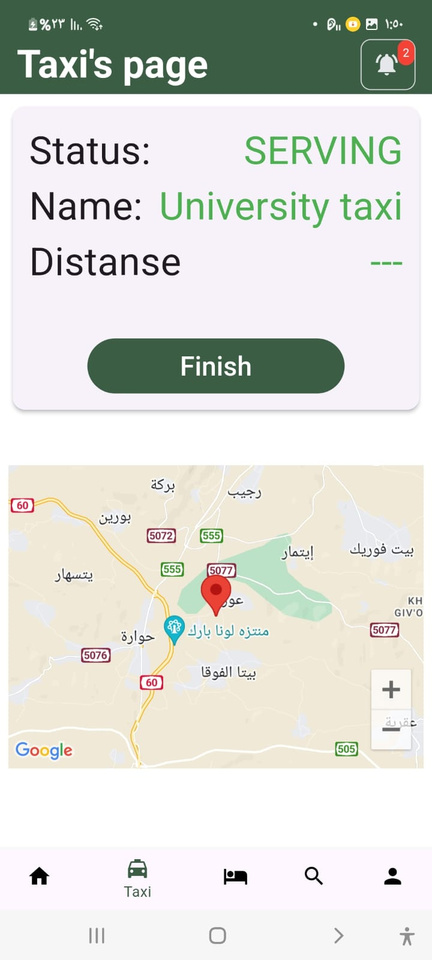 %٢٣ ١:٥٠
Taxi's page
2
Status: SERVING
Name: University taxi
Distanse ---
Finish
بركة
رجيب
60
بورين
5072 555
إيتمار
بيت فوريك
يتسهار
555 5077
KH
GIV'O
حوارة
منتزه لونا بارك
5077
5076
بيتا الفوقا
60
+
عقربة
−
Google
505
Taxi